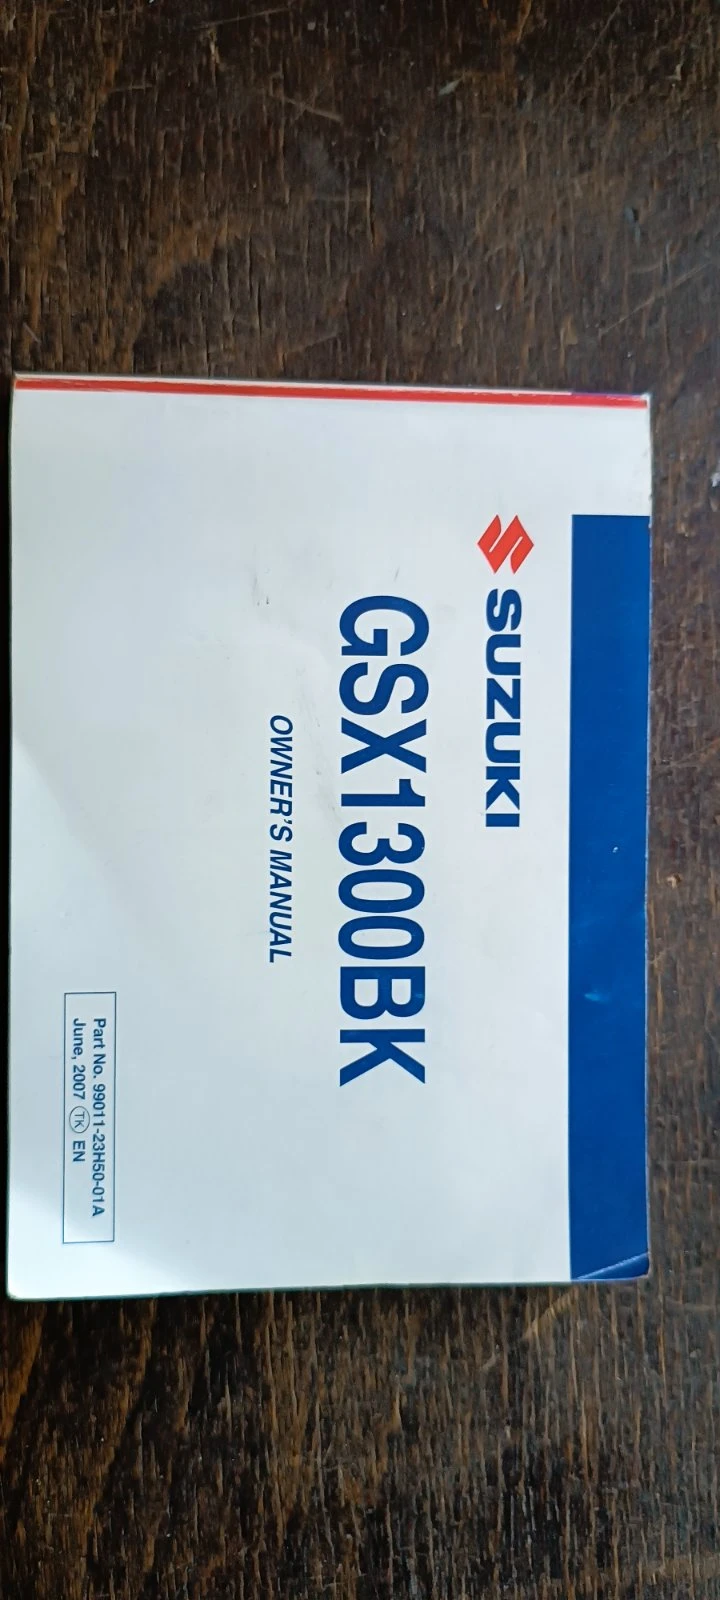 SUZUKI
GSX1300BK
OWNER'S MANUAL
Part No. 99011-23H50-01A
June, 2007 TK EN